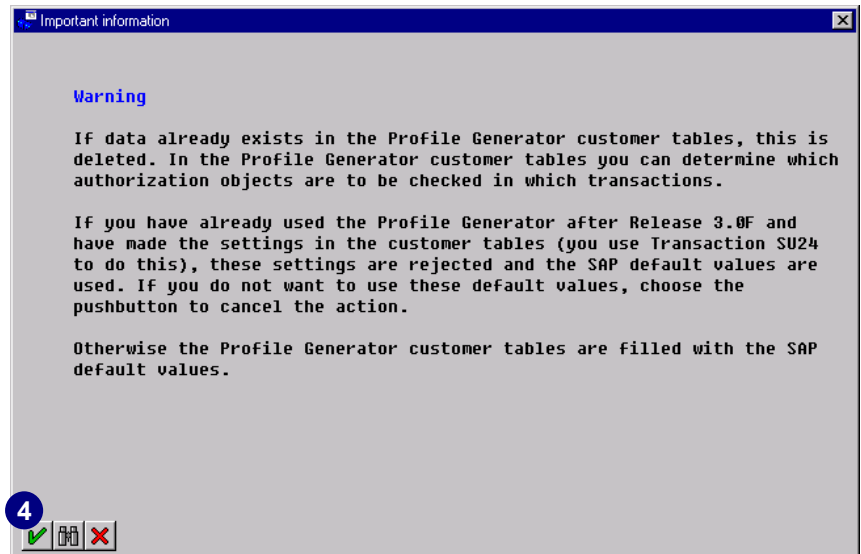 Important information
Warning
If data already exists in the Profile Generator customer tables, this is
deleted. In the Profile Generator customer tables you can determine which
authorization objects are to be checked in which transactions.
If you have already used the Profile Generator after Release 3.0F and
have made the settings in the customer tables (you use Transaction SU24
to do this), these settings are rejected and the SAP default values are
used. If you do not want to use these default values, choose the
pushbutton to cancel the action.
Otherwise the Profile Generator customer tables are filled with the SAP
default values.
4